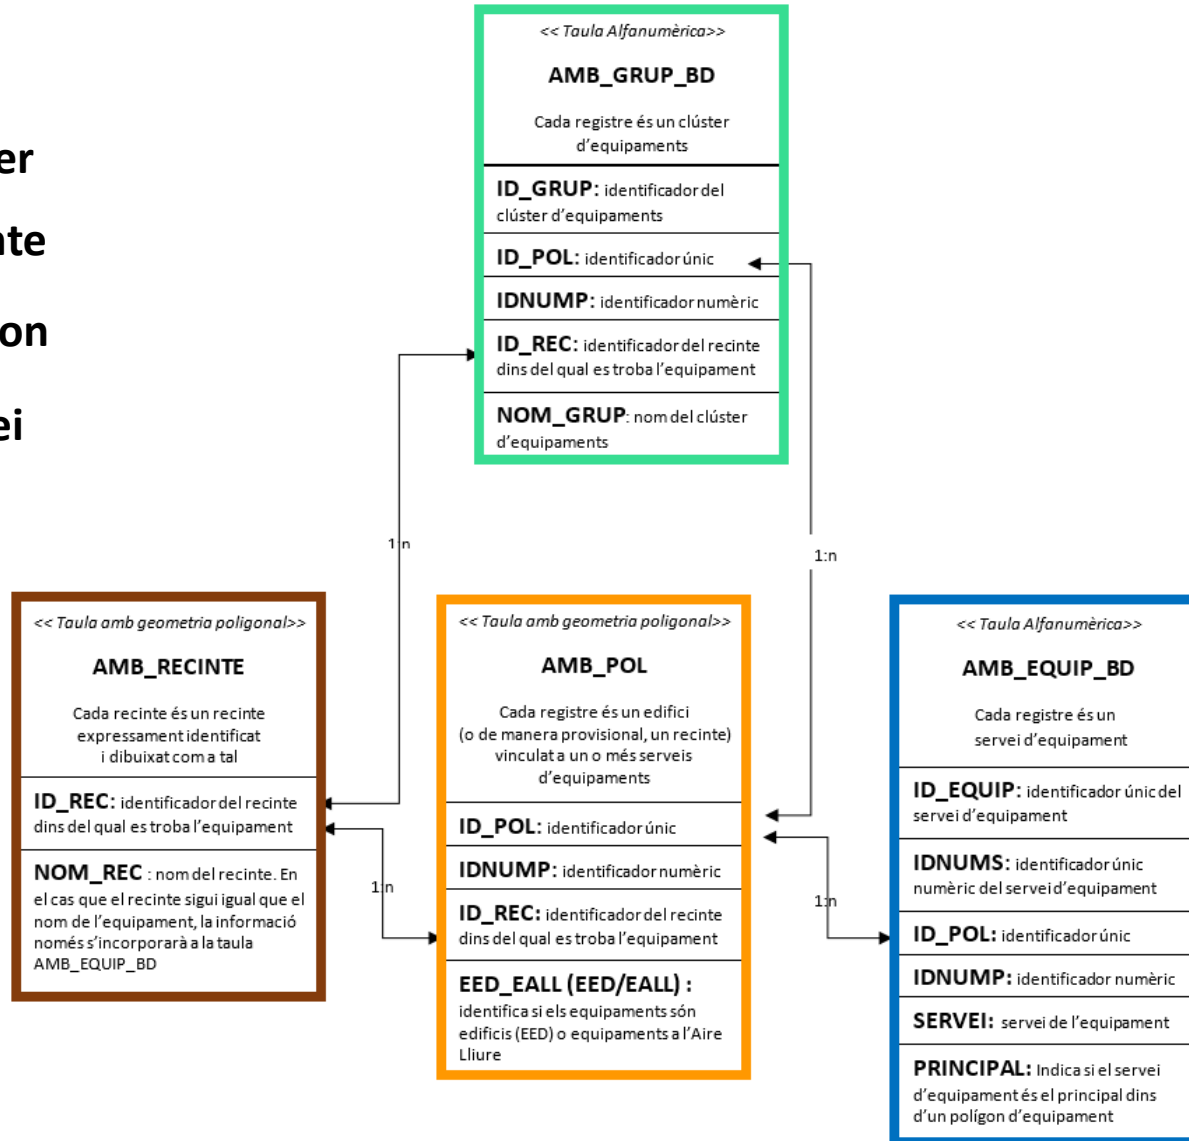 er
nte
on
ei
<< Taula Alfanumèrica>>
AMB_GRUP_BD
Cada registre és un clúster
d'equipaments
ID_GRUP: identificador del
clúster d'equipaments
ID_POL: identificador únic
IDNUMP: identificador numèric
ID_REC: identificador del recinte
dins del qual es troba l'equipament
NOM_GRUP: nom del clúster
d'equipaments
1:n
1:n
<< Taula amb geometria poligonal>>
AMB_RECINTE
Cada recinte és un recinte
expressament identificat
i dibuixat com a tal
ID_REC: identificador del recinte
dins del qual es troba l'equipament
NOM_REC : nom del recinte. En
el cas que el recinte sigui igual que el
nom de l'equipament, la informació
només s'incorporarà a la taula
AMB_EQUIP_BD
1:n
<< Taula amb geometria poligonal>>
AMB_POL
Cada registre és un edifici
(o de manera provisional, un recinte)
vinculat a un o més serveis
d'equipaments
ID_POL: identificador únic
IDNUMP: identificador numèric
ID_REC: identificador del recinte
dins del qual es troba l'equipament
EED_EALL (EED/EALL) :
identifica si els equipaments són
edificis (EED) o equipaments a l'Aire
Lliure
1:n
<< Taula Alfanumèrica>>
AMB_EQUIP_BD
Cada registre és un
servei d'equipament
ID_EQUIP: identificador únic del
servei d'equipament
IDNUMS: identificador únic
numèric del servei d'equipament
ID_POL: identificador únic
IDNUMP: identificador numèric
SERVEI: servei de l'equipament
PRINCIPAL: Indica si el servei
d'equipament és el principal dins
d'un polígon d'equipament